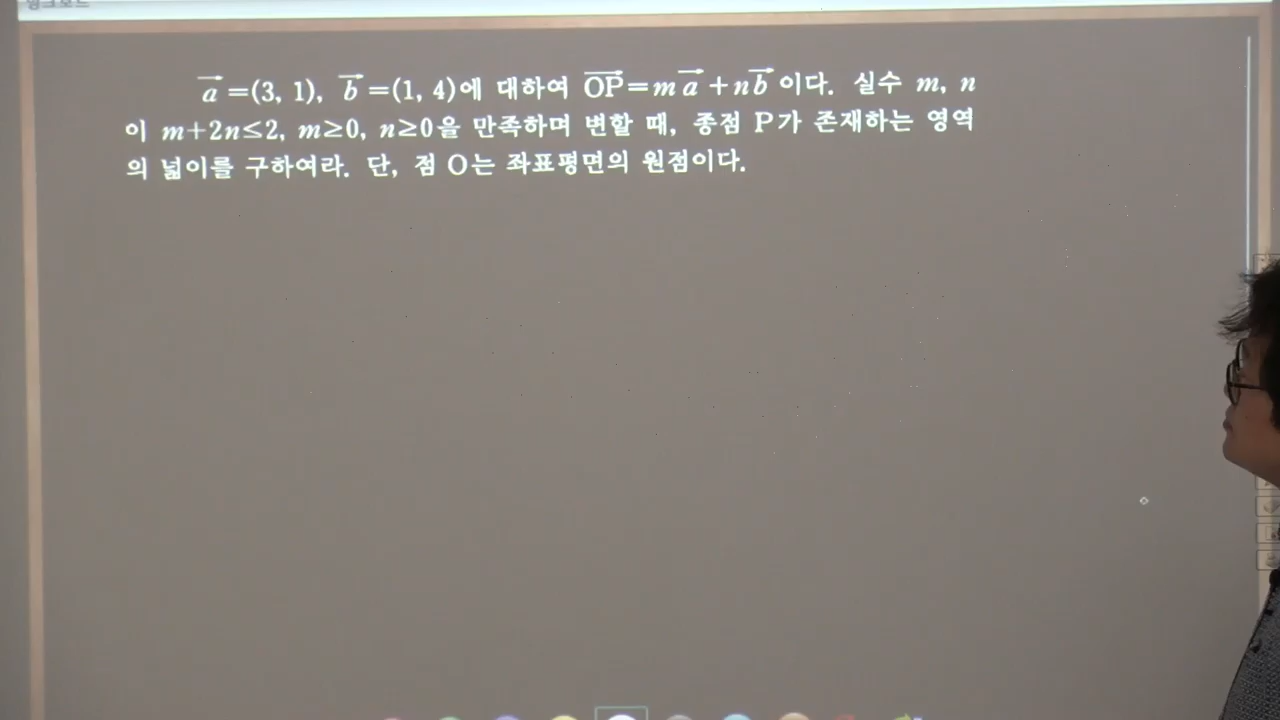 a⃗ =(3, 1), b⃗ =(1, 4)에 대하여 OP⃗=ma⃗+nb⃗ 이다. 실수 m, n
이 m+2n≤2, m≥0, n≥0을 만족하며 변할 때, 종점 P가 존재하는 영역
의 넓이를 구하여라. 단, 점 O는 좌표평면의 원점이다.